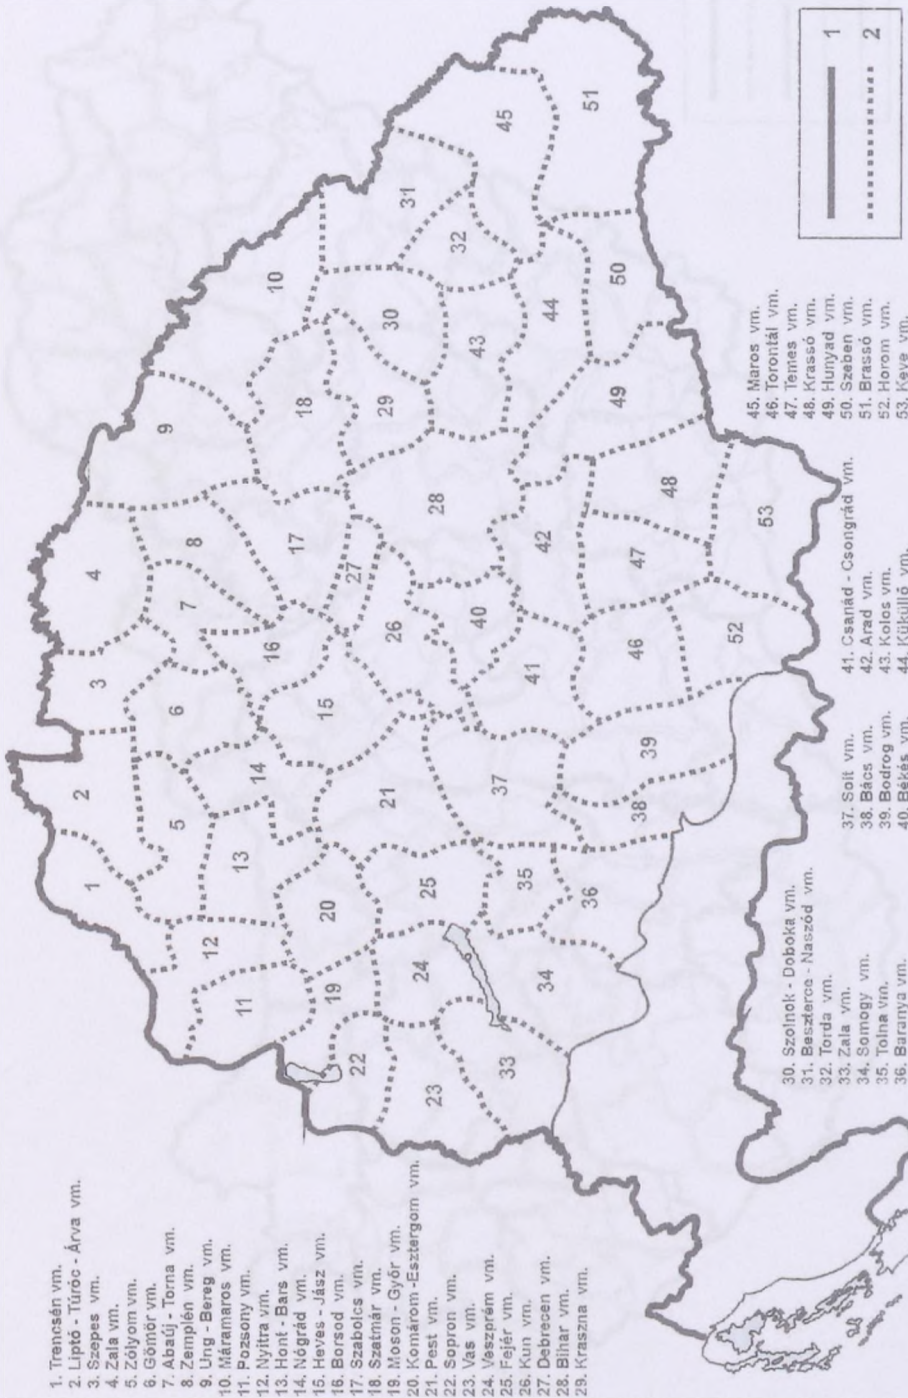 1. Trencsén vm.
2. Liptó - Túróc - Árva vm.
3. Szepes vm.
4. Zala vm.
5. Zólyom vm.
6. Gömör vm.
7. Abaúj - Torna vm.
8. Zemplén vm.
9. Ung - Bereg vm.
10. Máramaros vm.
11. Pozsony vm.
12. Nyitra vm.
13. Hont - Bars vm.
14. Nógrád vm.
15. Heves - Jász vm.
16. Borsod vm.
17. Szabolcs vm.
18. Szatmár vm.
19. Moson - Győr vm.
20. Komárom -Esztergom vm.
21. Pest vm.
22. Sopron vm.
23. Vas vm.
24. Veszprém vm.
25. Fejér vm.
26. Kun vm.
27. Debrecen vm.
28. Bihar vm.
29. Kraszna vm.
30. Szolnok - Doboka vm.
31. Beszterce - Naszód vm.
32. Torda vm.
33. Zala vm.
34. Somogy vm.
35. Tolna vm.
36. Baranya vm.
37. Solt vm.
38. Bács vm.
39. Bodrog vm.
40. Békés vm.
41. Csanád - Csongrád vm.
42. Arad vm.
43. Kolos vm.
44. Küküllő vm.
45. Maros vm.
46. Torontál vm.
47. Temes vm.
48. Krassó vm.
49. Hunyad vm.
50. Szeben vm.
51. Brassó vm.
52. Horom vm.
53. Keve vm.
1
2
3
4
5
6
7
8
9
10
11
12
13
14
15
16
17
18
19
20
21
22
23
24
25
26
27
28
29
30
31
32
33
34
35
36
37
38
39
40
41
42
43
44
45
46
47
48
49
50
51
52
53
1
2